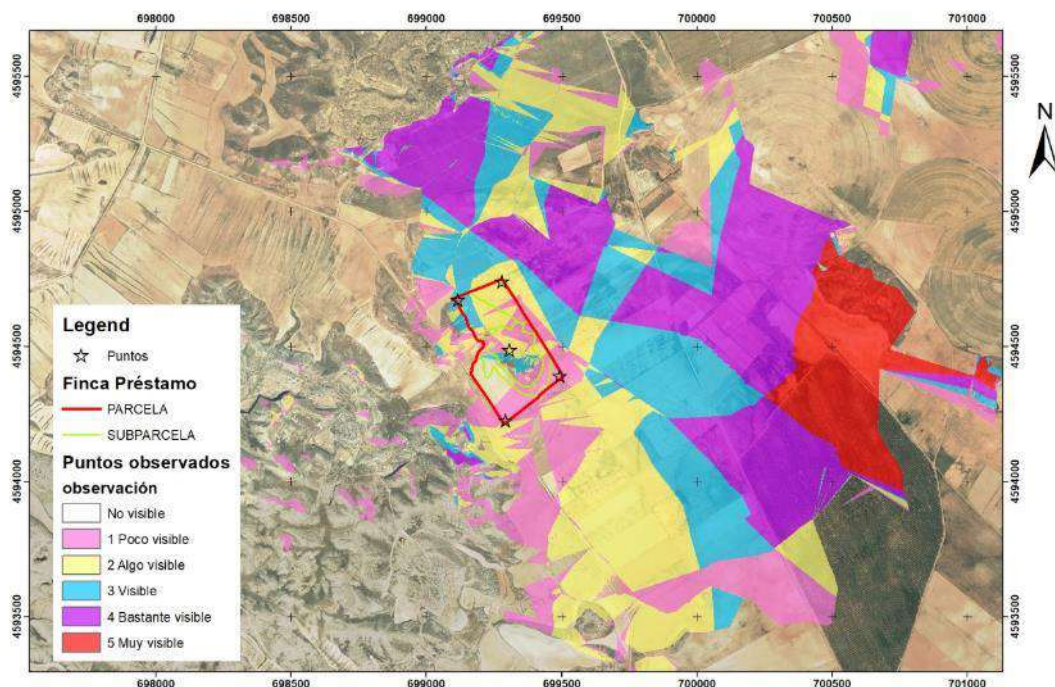 698000 698500 699000 699500 700000 700500 701000
4595500 4595500
N
4595000 4595000
4594500 4594500
4594000 4594000
4593500 4593500
Legend
Puntos
Finca Préstamo
PARCELA
SUBPARCELA
Puntos observados
observación
No visible
1 Poco visible
2 Algo visible
3 Visible
4 Bastante visible
5 Muy visible
698000 698500 699000 699500 700000 700500 701000